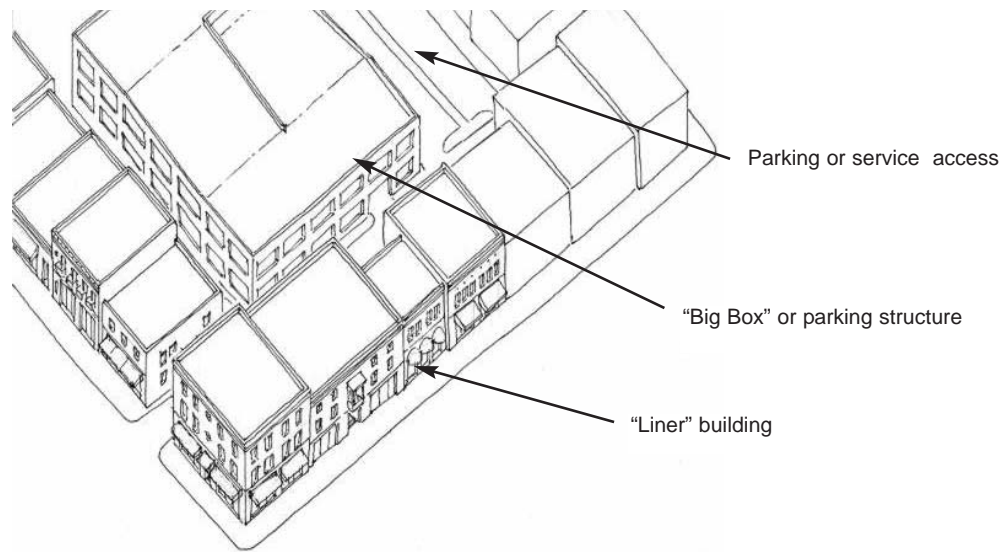 Parking or service access
“Big Box” or parking structure
“Liner” building